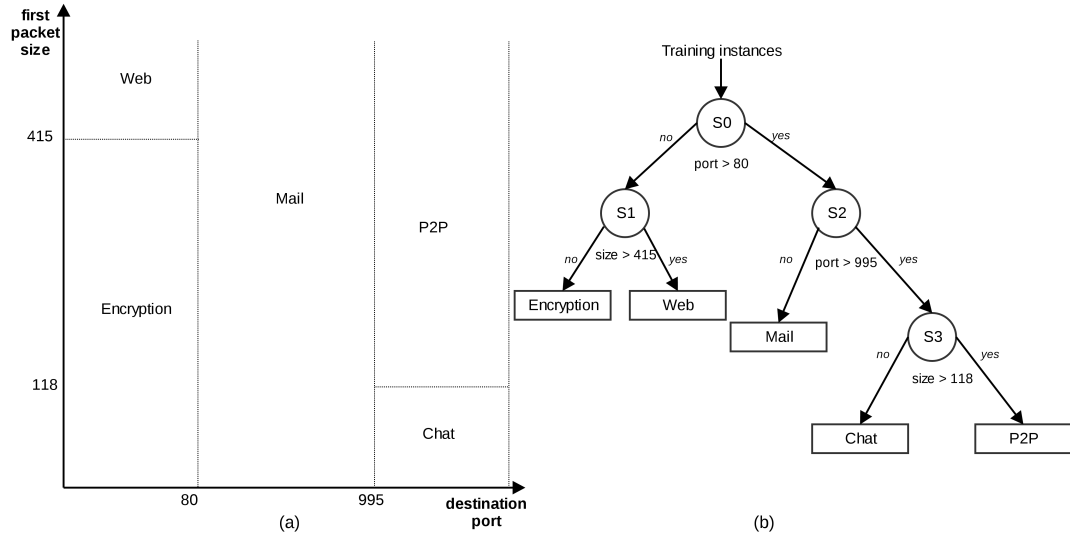 first
packet
size
Web
415
Mail
P2P
Encryption
118
Chat
80
995
destination
port
(a)
Training instances
S0
no
yes
port > 80
S1
S2
no
size > 415
yes
no
port > 995
yes
Encryption
Web
Mail
S3
no
yes
size > 118
Chat
P2P
(b)